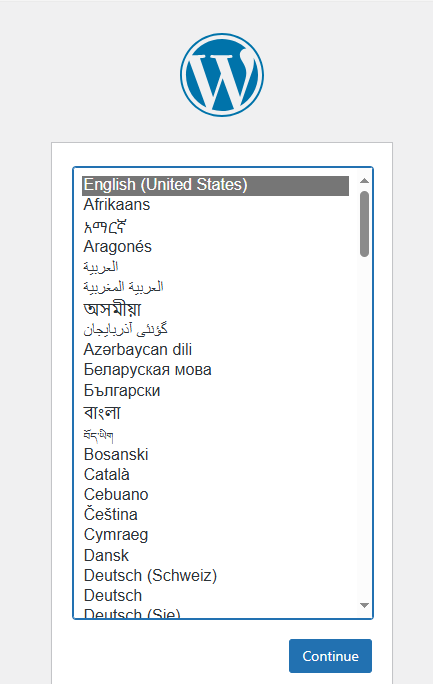 English (United States)
Afrikaans
አማርኛ
Aragonés
العربية
العربية المغربية
অসমীয়া
گؤنئی آذربایجان
Azərbaycan dili
Беларуская мова
Български
বাংলা
བོད་ཡིག
Bosanski
Català
Cebuano
Čeština
Cymraeg
Dansk
Deutsch (Schweiz)
Deutsch
Deutsch (Sie)
Continue